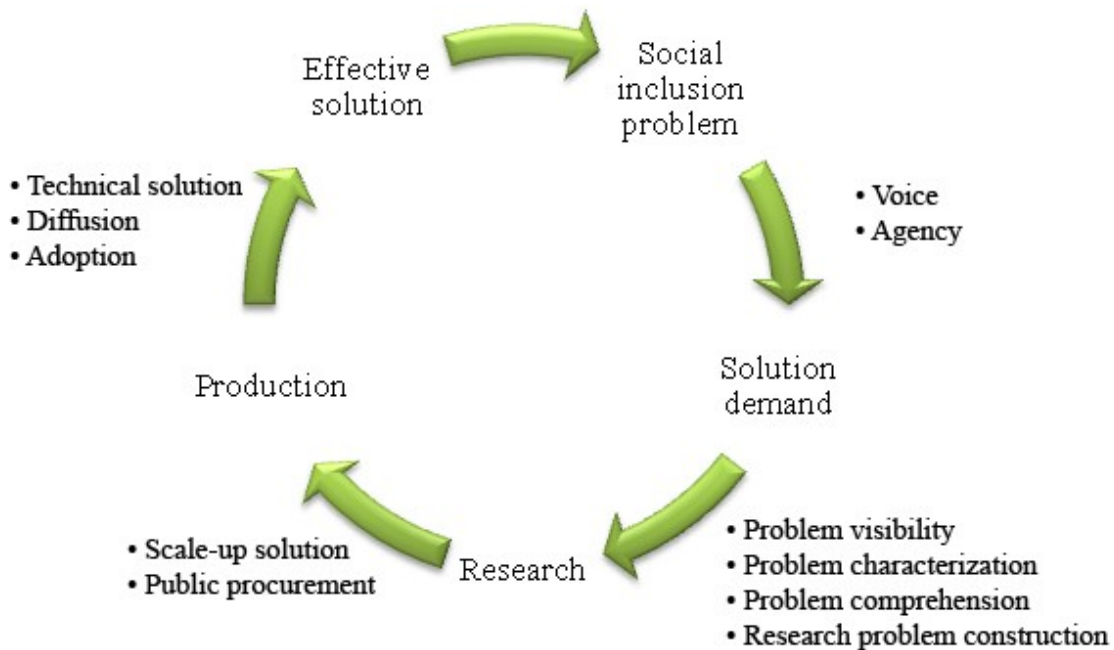 Effective
solution
Social
inclusion
problem
• Voice
• Agency
Solution
demand
• Problem visibility
• Problem characterization
• Problem comprehension
• Research problem construction
Research
• Scale-up solution
• Public procurement
Production
• Technical solution
• Diffusion
• Adoption